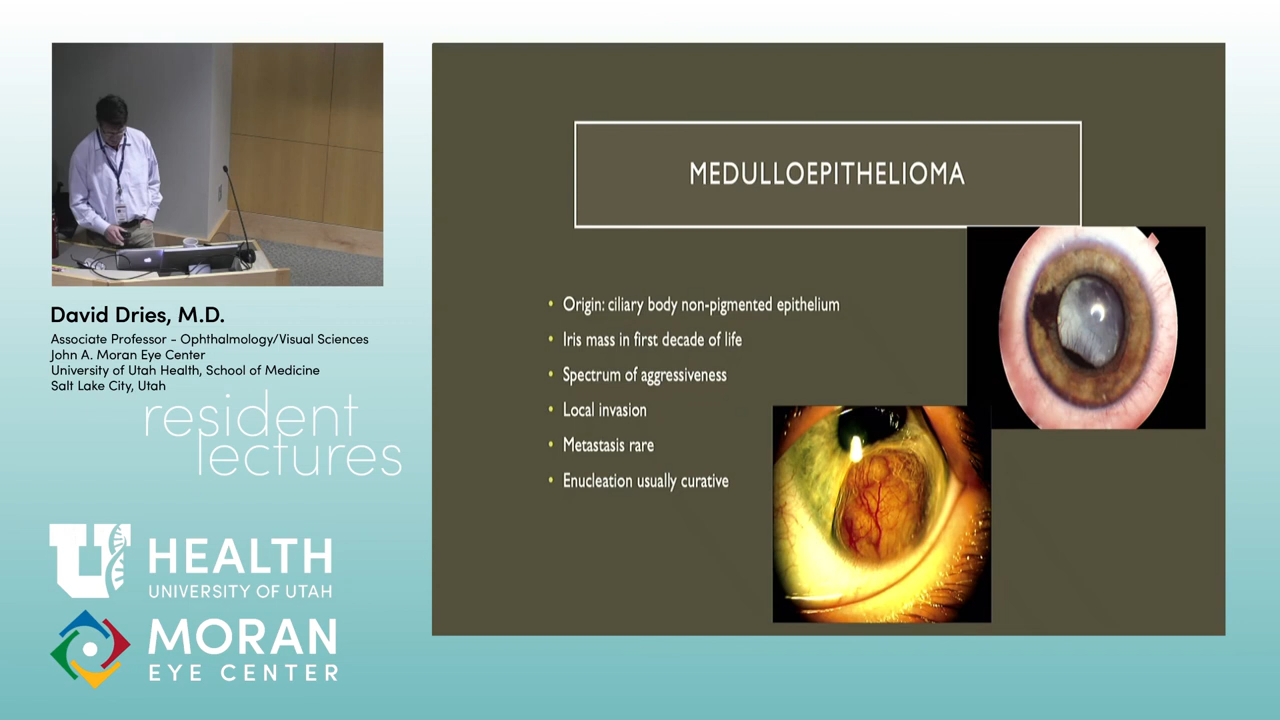 David Dries, M.D.
Associate Professor - Ophthalmology/Visual Sciences
John A. Moran Eye Center
University of Utah Health, School of Medicine
Salt Lake City, Utah
resident
lectures
U HEALTH
UNIVERSITY OF UTAH
MORAN
EYE CENTER
MEDULLOEPITHELIOMA
• Origin: ciliary body non-pigmented epithelium
• Iris mass in first decade of life
• Spectrum of aggressiveness
• Local invasion
• Metastasis rare
• Enucleation usually curative